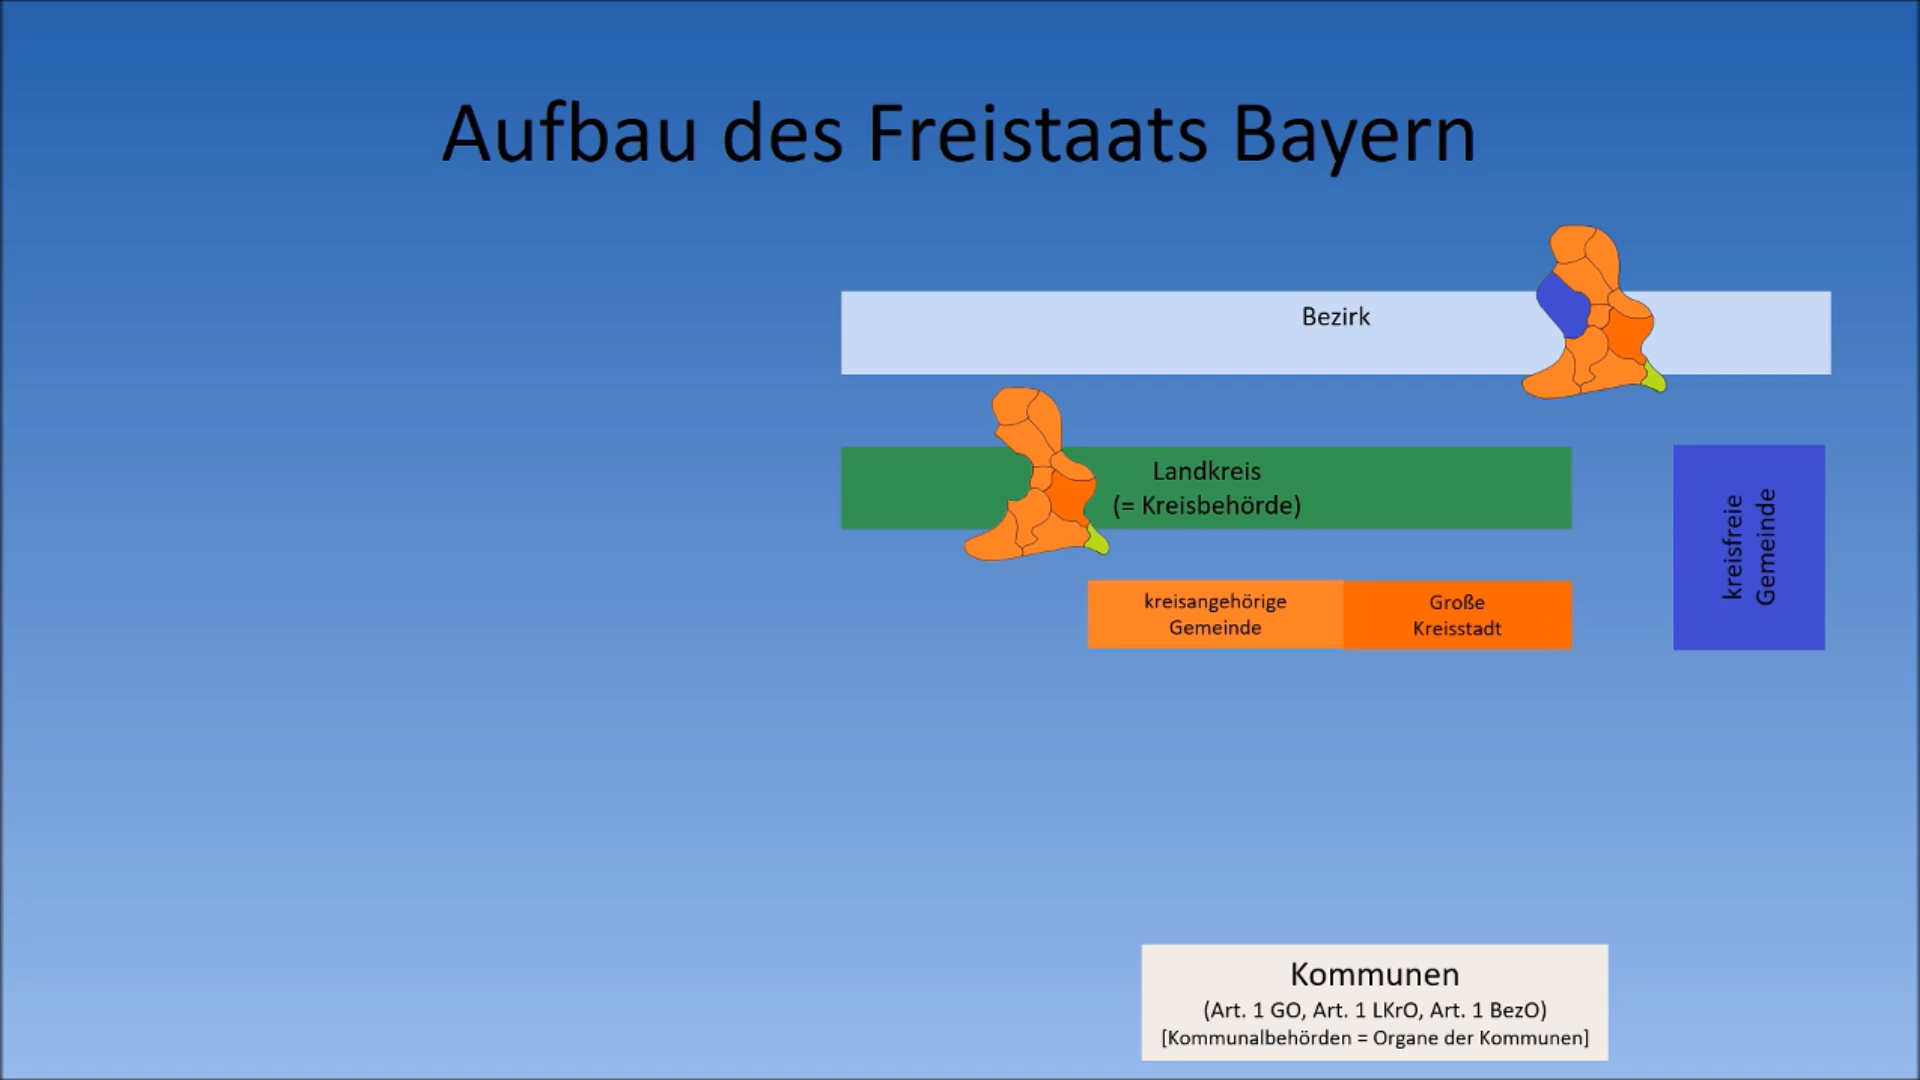 Aufbau des Freistaats Bayern
Bezirk
Landkreis
(= Kreisbehörde)
kreisangehörige
Gemeinde
Große
Kreisstadt
kreisfreie
Gemeinde
Kommunen
(Art. 1 GO, Art. 1 LKrO, Art. 1 BezO)
[Kommunalbehörden = Organe der Kommunen]